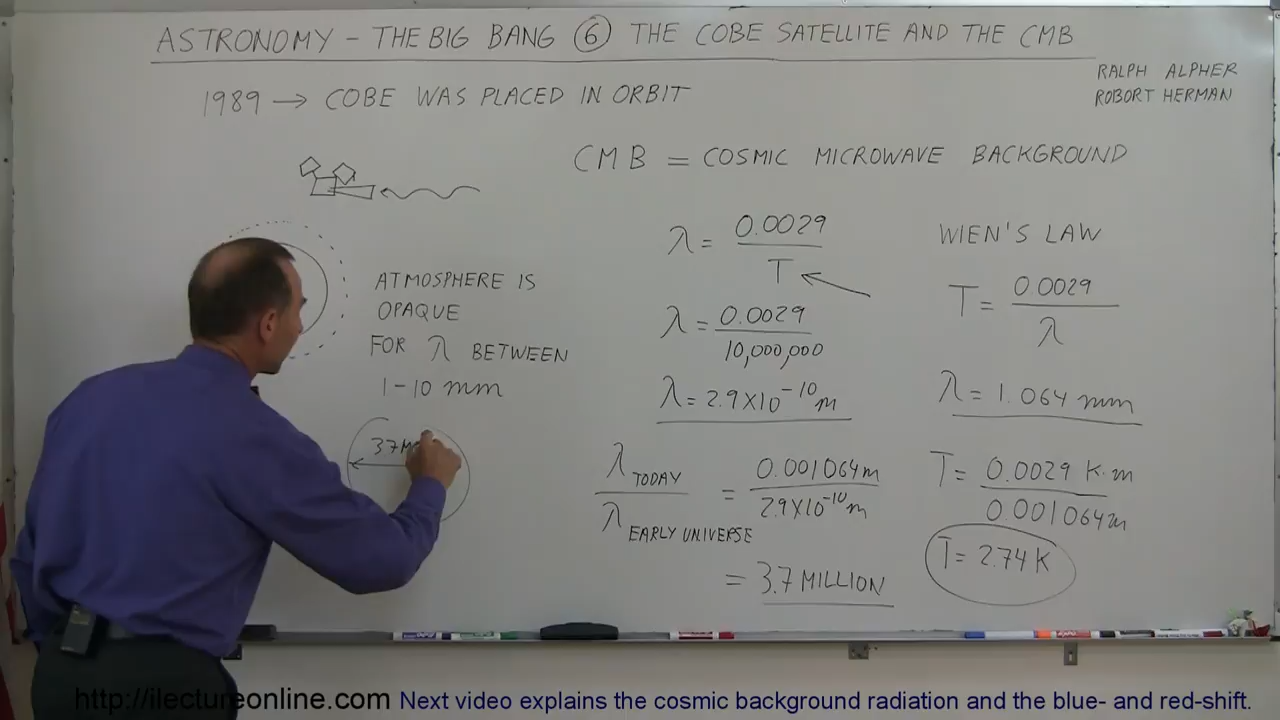 ASTRONOMY – THE BIG BANG ⑥ THE COBE SATELLITE AND THE CMB
RALPH ALPHER
ROBORT HERMAN
1989 → COBE WAS PLACED IN ORBIT
CMB = COSMIC MICROWAVE BACKGROUND
ATMOSPHERE IS
OPAQUE
FOR λ BETWEEN
1-10 mm
37
λ = 0.0029 / T
λ = 0.0029 / 10,000,000
λ = 2.9X10⁻¹⁰ m
λ TODAY / λ EARLY UNIVERSE = 0.001064m / 2.9X10⁻¹⁰ m
= 3.7 MILLION
WIEN'S LAW
T = 0.0029 / λ
λ = 1.064 mm
T = 0.0029 K·m / 0.001064m
T = 2.74 K
http://ilectureonline.com Next video explains the cosmic background radiation and the blue- and red-shift.